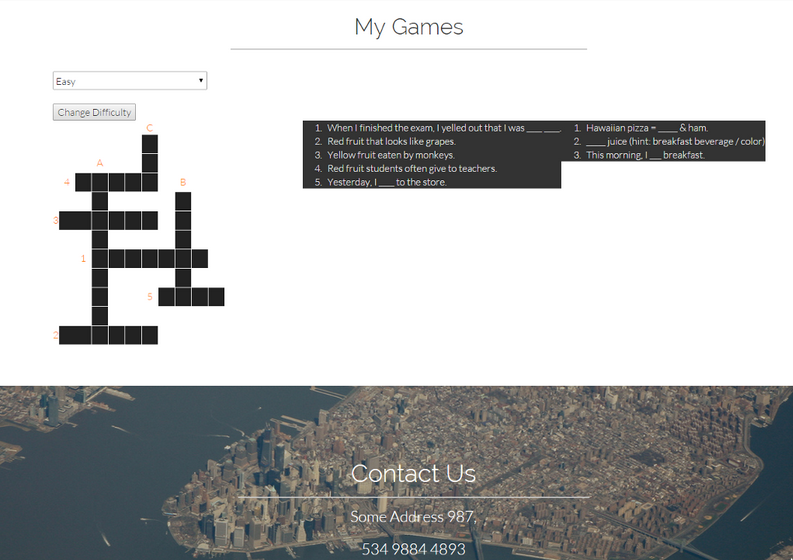 My Games
Easy
Change Difficulty
C
A
4
B
3
1
5
2
1. When I finished the exam, I yelled out that I was ____ ____.
2. Red fruit that looks like grapes.
3. Yellow fruit eaten by monkeys.
4. Red fruit students often give to teachers.
5. Yesterday, I ____ to the store.
1. Hawaiian pizza = _____ & ham.
2. _____ juice (hint: breakfast beverage / color)
3. This morning, I ___ breakfast.
Contact Us
Some Address 987,
534 9884 4893